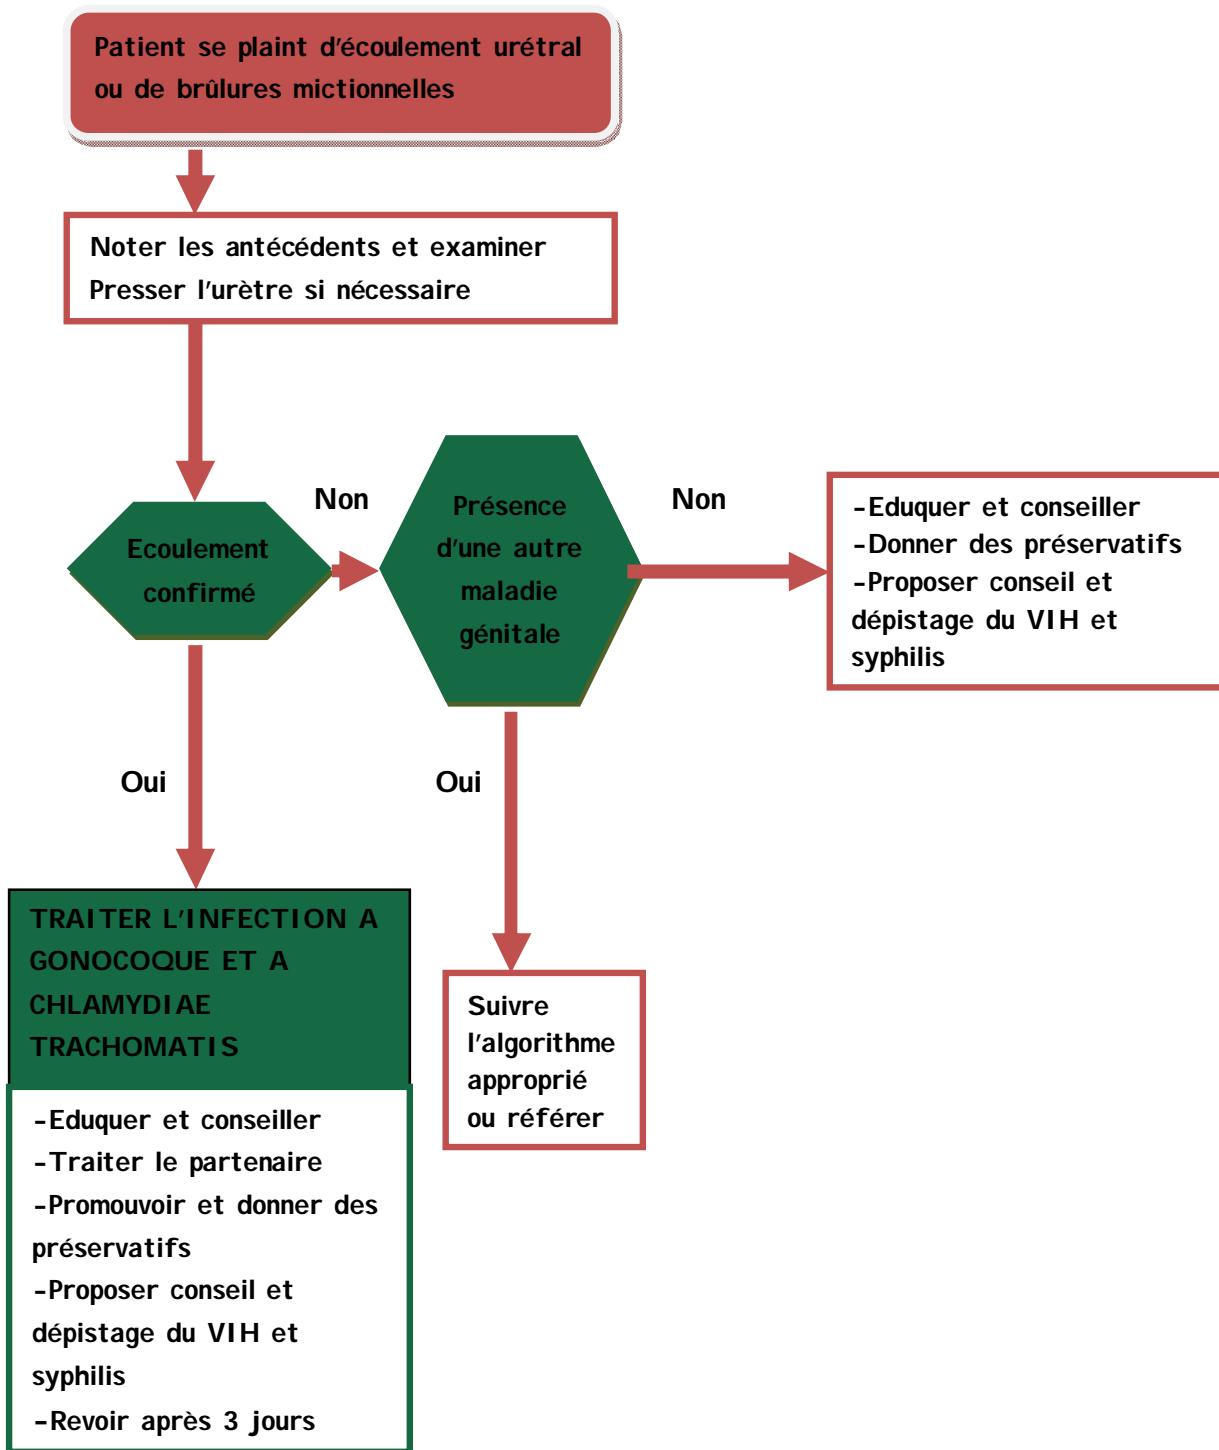 Patient se plaint d'écoulement urétral
ou de brûlures mictionnelles
Noter les antécédents et examiner
Presser l'urètre si nécessaire
Ecoulement
confirmé
Non
Présence
d'une autre
maladie
génitale
Non
-Eduquer et conseiller
-Donner des préservatifs
-Proposer conseil et
dépistage du VIH et
syphilis
Oui
Oui
TRAITER L'INFECTION A
GONOCOQUE ET A
CHLAMYDIAE
TRACHOMATIS
-Eduquer et conseiller
-Traiter le partenaire
-Promouvoir et donner des
préservatifs
-Proposer conseil et
dépistage du VIH et
syphilis
-Revoir après 3 jours
Suivre
l'algorithme
approprié
ou référer